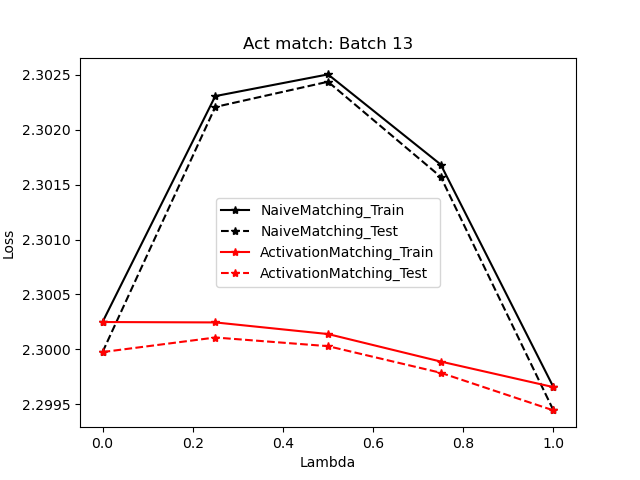 Act match: Batch 13
2.3025
2.3020
2.3015
2.3010
2.3005
2.3000
2.2995
Loss
NaiveMatching_Train
NaiveMatching_Test
ActivationMatching_Train
ActivationMatching_Test
0.0 0.2 0.4 0.6 0.8 1.0
Lambda